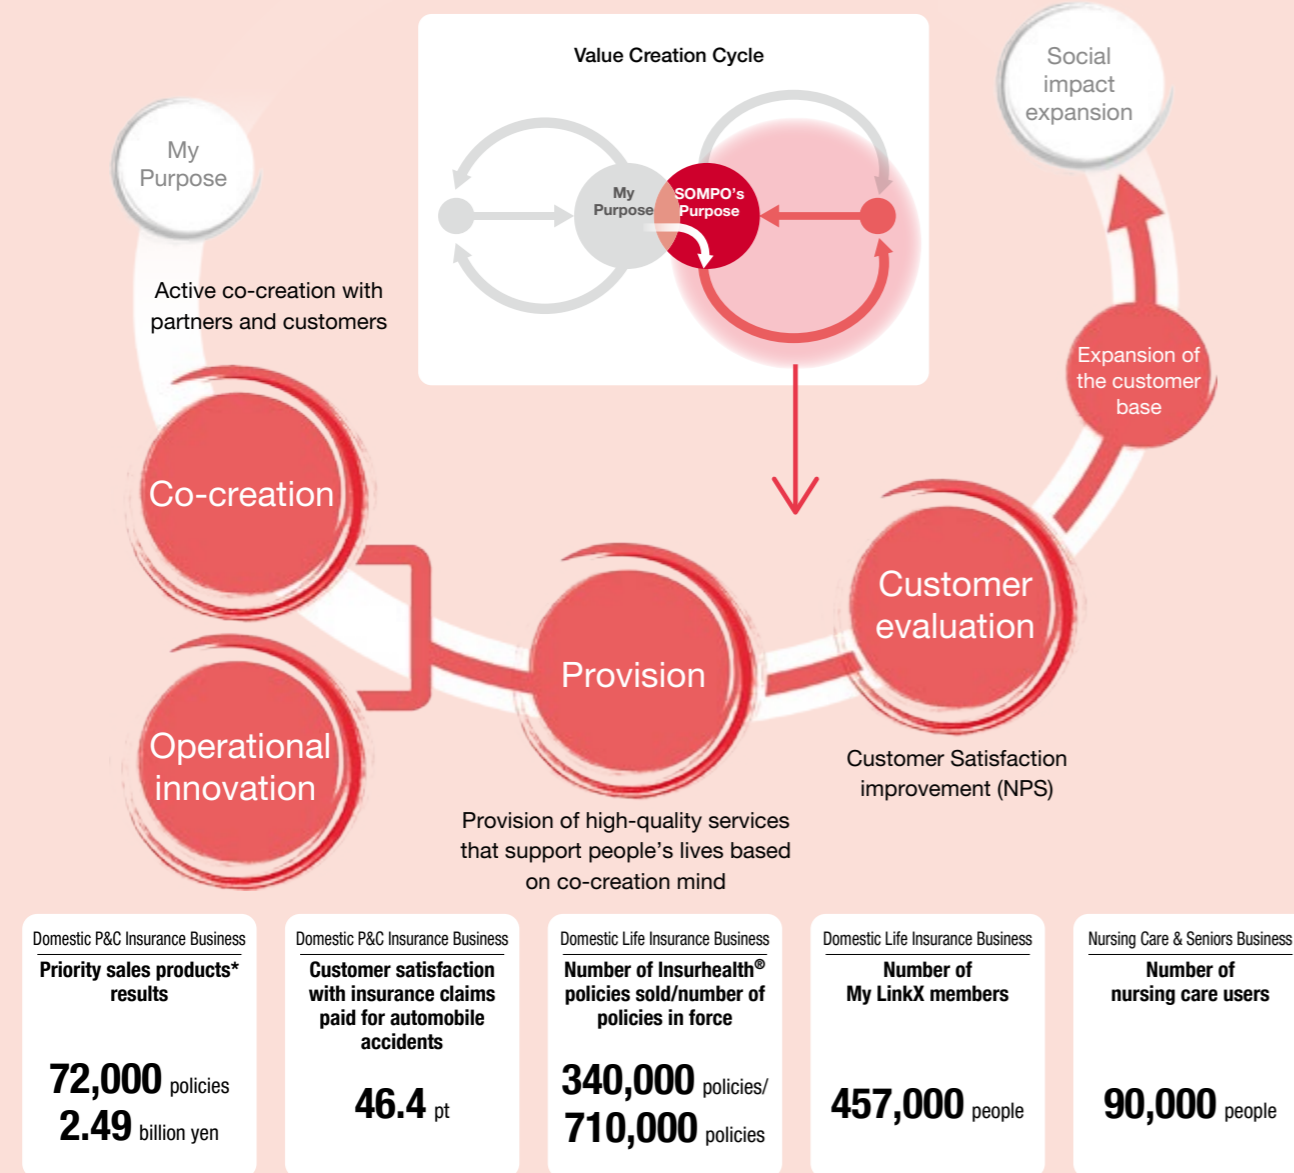 Value Creation Cycle
My
Purpose
SOMPO's
Purpose
My
Purpose
Social
impact
expansion
Active co-creation with
partners and customers
Expansion of
the customer
base
Co-creation
Operational
innovation
Provision
Customer
evaluation
Customer Satisfaction
improvement (NPS)
Provision of high-quality services
that support people's lives based
on co-creation mind
Domestic P&C Insurance Business
Priority sales products*
results
72,000 policies
2.49 billion yen
Domestic P&C Insurance Business
Customer satisfaction
with insurance claims
paid for automobile
accidents
46.4 pt
Domestic Life Insurance Business
Number of Insurhealth®
policies sold/number of
policies in force
340,000 policies/
710,000 policies
Domestic Life Insurance Business
Number of
My LinkX members
457,000 people
Nursing Care & Seniors Business
Number of
nursing care users
90,000 people